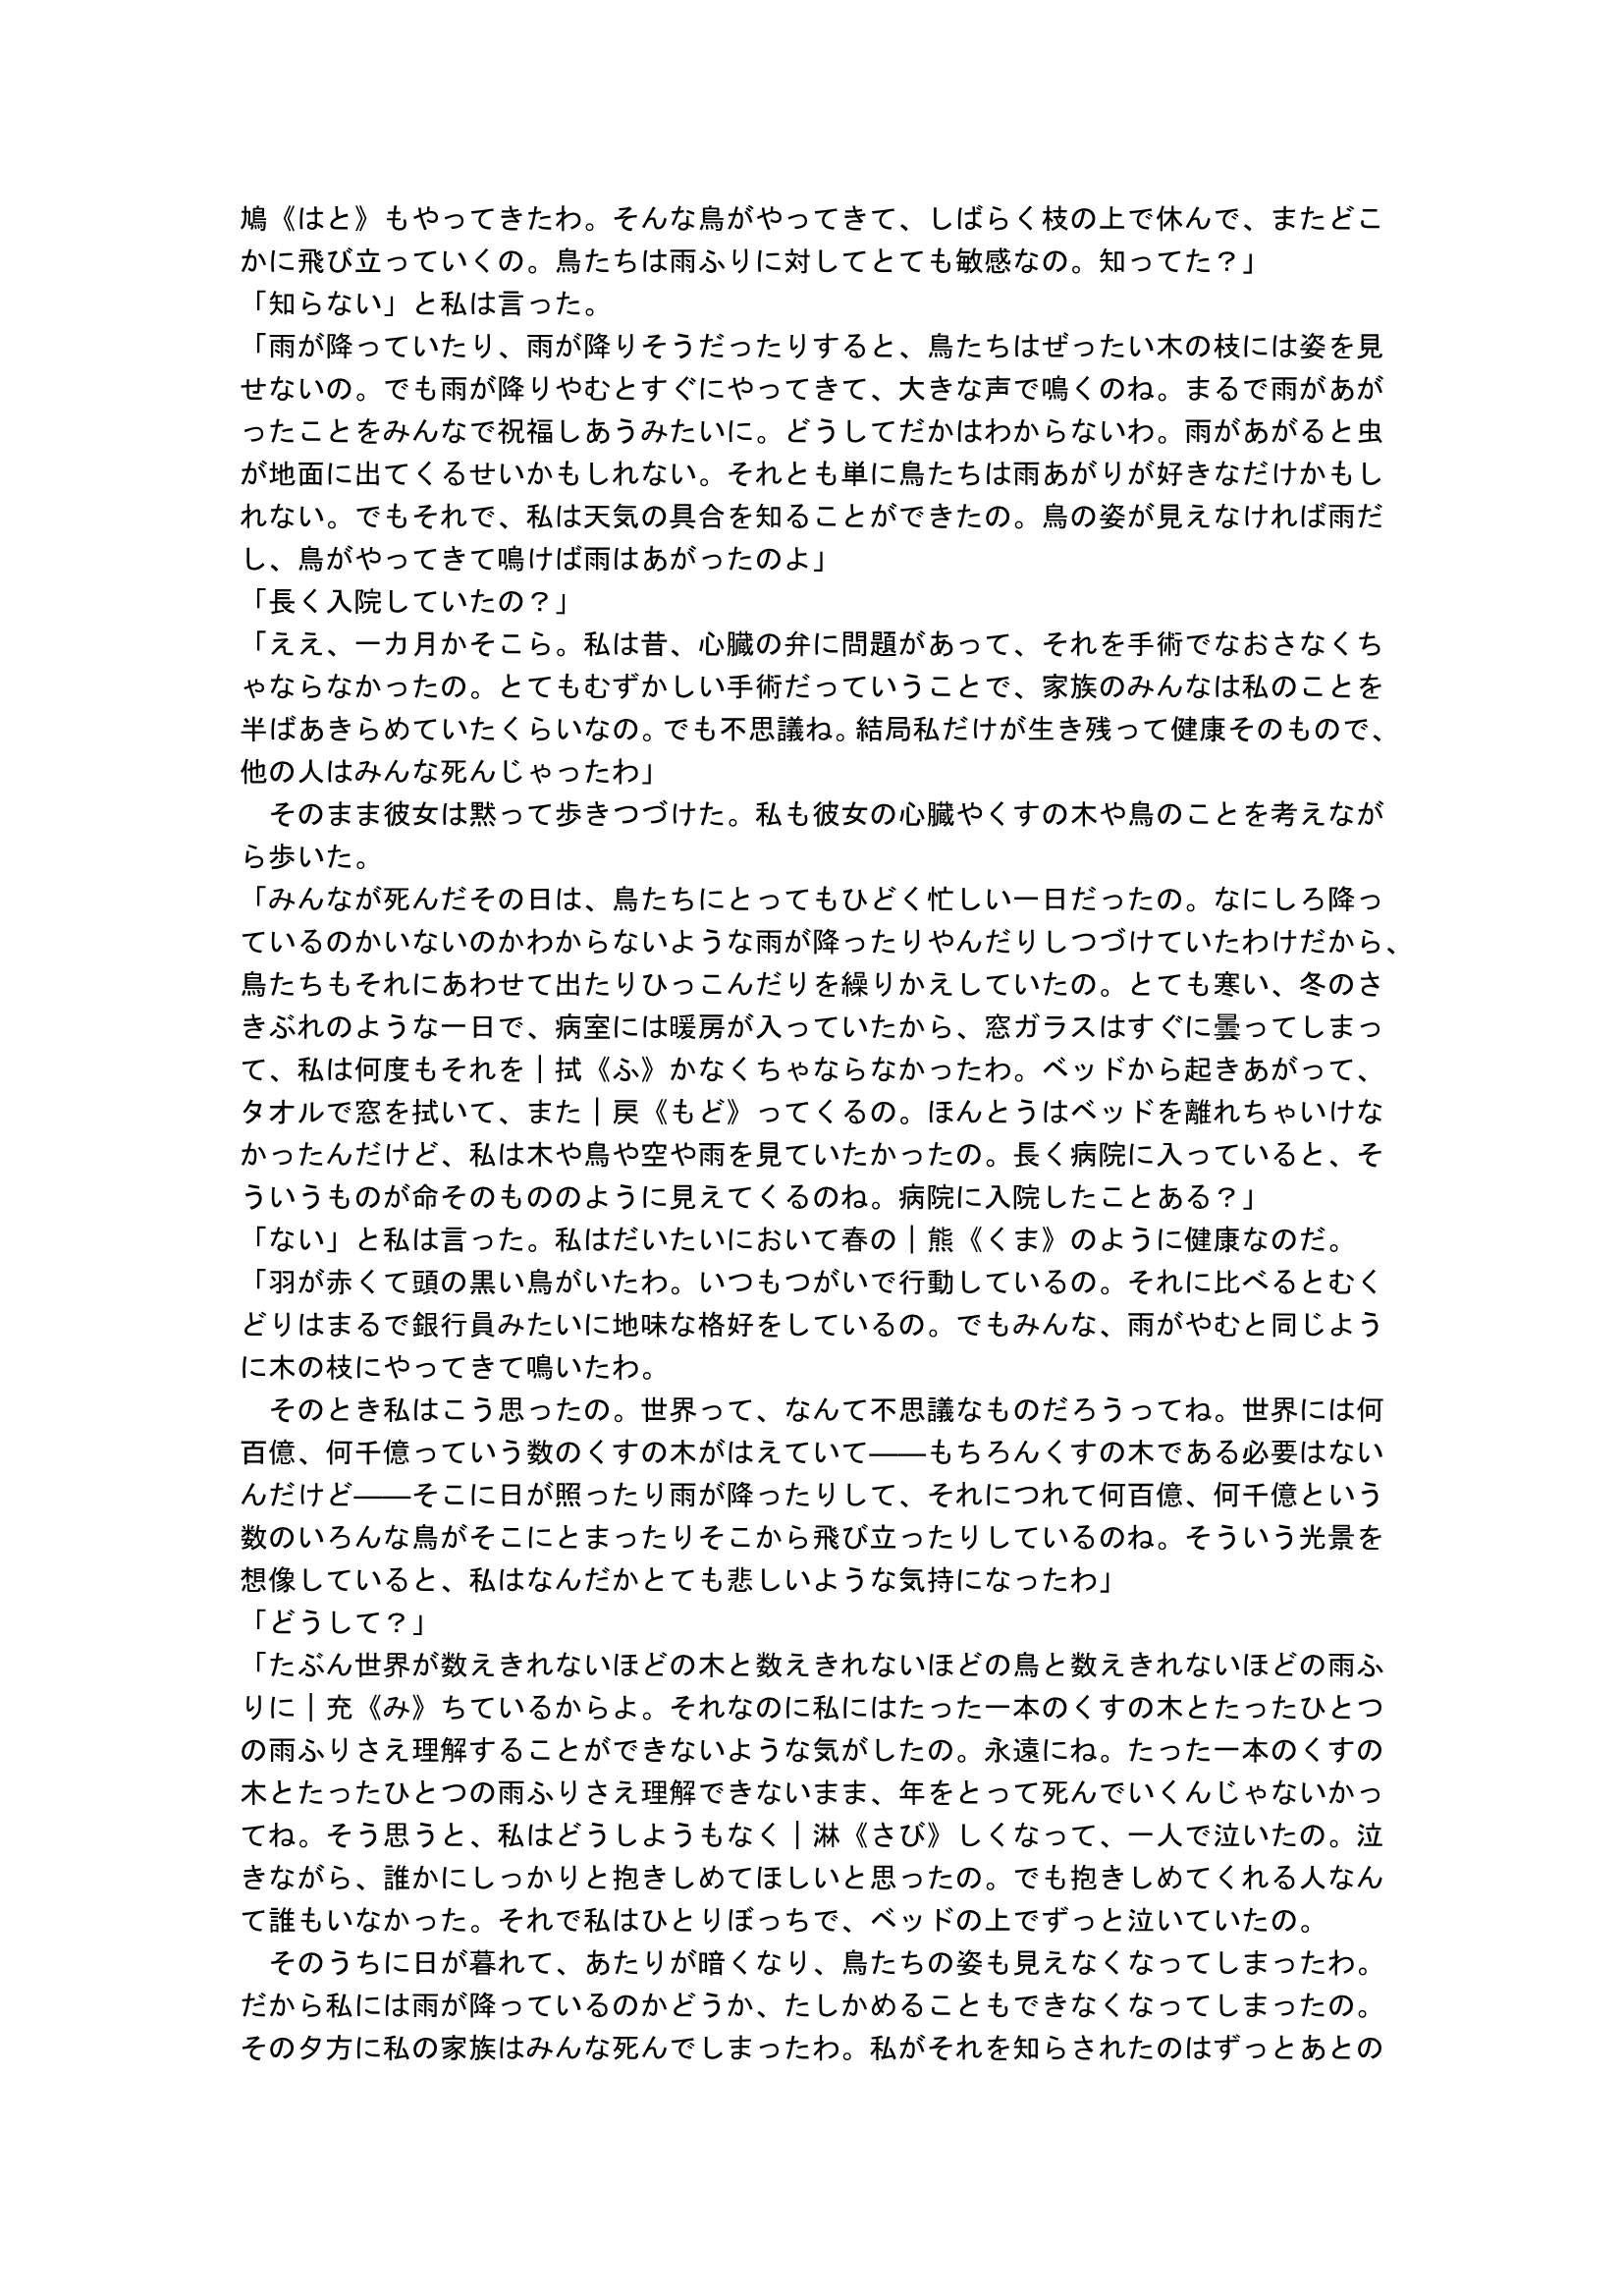 鳩《はと》もやってきたわ。そんな鳥がやってきて、しばらく枝の上で休んで、またどこ
かに飛び立っていくの。鳥たちは雨ふりに対してとても敏感なの。知ってた？」
「知らない」と私は言った。
「雨が降っていたり、雨が降りそうだったりすると、鳥たちはぜったい木の枝には姿を見
せないの。でも雨が降りやむとすぐにやってきて、大きな声で鳴くのね。まるで雨があが
ったことをみんなで祝福しあうみたいに。どうしてだかはわからないわ。雨があがると虫
が地面に出てくるせいかもしれない。それとも単に鳥たちは雨あがりが好きなだけかもし
れない。でもそれで、私は天気の具合を知ることができたの。鳥の姿が見えなければ雨だ
し、鳥がやってきて鳴けば雨はあがったのよ」
「長く入院していたの？」
「ええ、一カ月かそこら。私は昔、心臓の弁に問題があって、それを手術でなおさなくち
ゃならなかったの。とてもむずかしい手術だっていうことで、家族のみんなは私のことを
半ばあきらめていたくらいなの。でも不思議ね。結局私だけが生き残って健康そのもので、
他の人はみんな死んじゃったわ」
　そのまま彼女は黙って歩きつづけた。私も彼女の心臓やくすの木や鳥のことを考えなが
ら歩いた。
「みんなが死んだその日は、鳥たちにとってもひどく忙しい一日だったの。なにしろ降っ
ているのかいないのかわからないような雨が降ったりやんだりしつづけていたわけだから、
鳥たちもそれにあわせて出たりひっこんだりを繰りかえしていたの。とても寒い、冬のさ
きぶれのような一日で、病室には暖房が入っていたから、窓ガラスはすぐに曇ってしまっ
て、私は何度もそれを｜拭《ふ》かなくちゃならなかったわ。ベッドから起きあがって、
タオルで窓を拭いて、また｜戻《もど》ってくるの。ほんとうはベッドを離れちゃいけな
かったんだけど、私は木や鳥や空や雨を見ていたかったの。長く病院に入っていると、そ
ういうものが命そのもののように見えてくるのね。病院に入院したことある？」
「ない」と私は言った。私はだいたいにおいて春の｜熊《くま》のように健康なのだ。
「羽が赤くて頭の黒い鳥がいたわ。いつもつがいで行動しているの。それに比べるとむく
どりはまるで銀行員みたいに地味な格好をしているの。でもみんな、雨がやむと同じよう
に木の枝にやってきて鳴いたわ。
　そのとき私はこう思ったの。世界って、なんて不思議なものだろうってね。世界には何
百億、何千億っていう数のくすの木がはえていて――もちろんくすの木である必要はない
んだけど――そこに日が照ったり雨が降ったりして、それにつれて何百億、何千億という
数のいろんな鳥がそこにとまったりそこから飛び立ったりしているのね。そういう光景を
想像していると、私はなんだかとても悲しいような気持になったわ」
「どうして？」
「たぶん世界が数えきれないほどの木と数えきれないほどの鳥と数えきれないほどの雨ふ
りに｜充《み》ちているからよ。それなのに私にはたった一本のくすの木とたったひとつ
の雨ふりさえ理解することができないような気がしたの。永遠にね。たった一本のくすの
木とたったひとつの雨ふりさえ理解できないまま、年をとって死んでいくんじゃないかっ
てね。そう思うと、私はどうしようもなく｜淋《さび》しくなって、一人で泣いたの。泣
きながら、誰かにしっかりと抱きしめてほしいと思ったの。でも抱きしめてくれる人なん
て誰もいなかった。それで私はひとりぼっちで、ベッドの上でずっと泣いていたの。
　そのうちに日が暮れて、あたりが暗くなり、鳥たちの姿も見えなくなってしまったわ。
だから私には雨が降っているのかどうか、たしかめることもできなくなってしまったの。
その夕方に私の家族はみんな死んでしまったわ。私がそれを知らされたのはずっとあとの